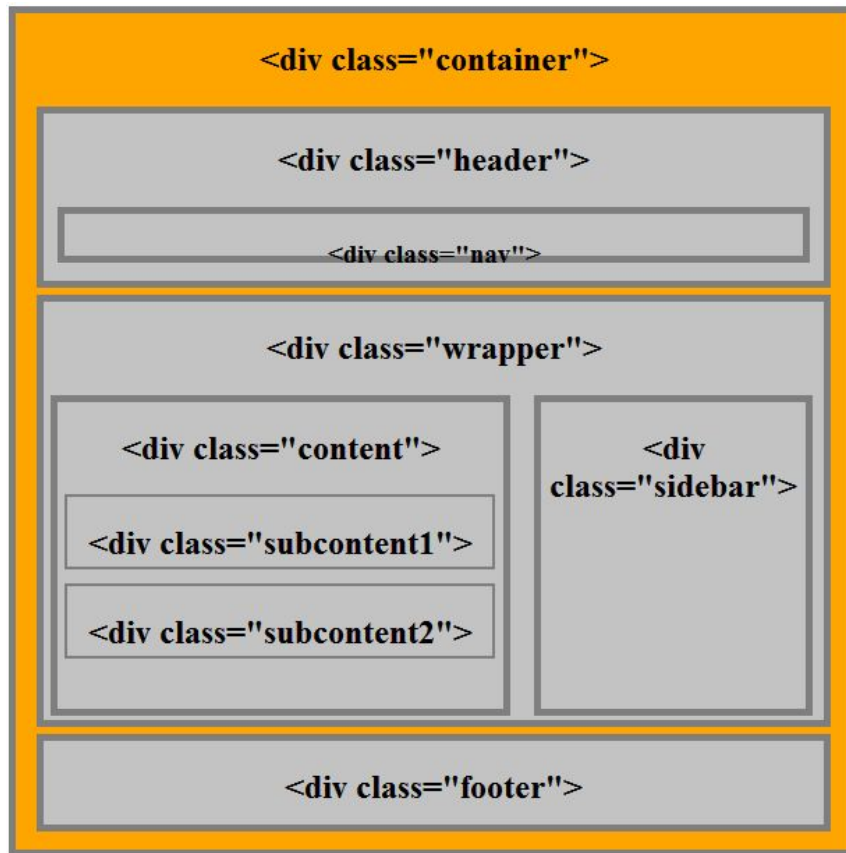 <div class="container">
<div class="header">
<div class="nav">
<div class="wrapper">
<div class="content">
<div
class="sidebar">
<div class="subcontent1">
<div class="subcontent2">
<div class="footer">